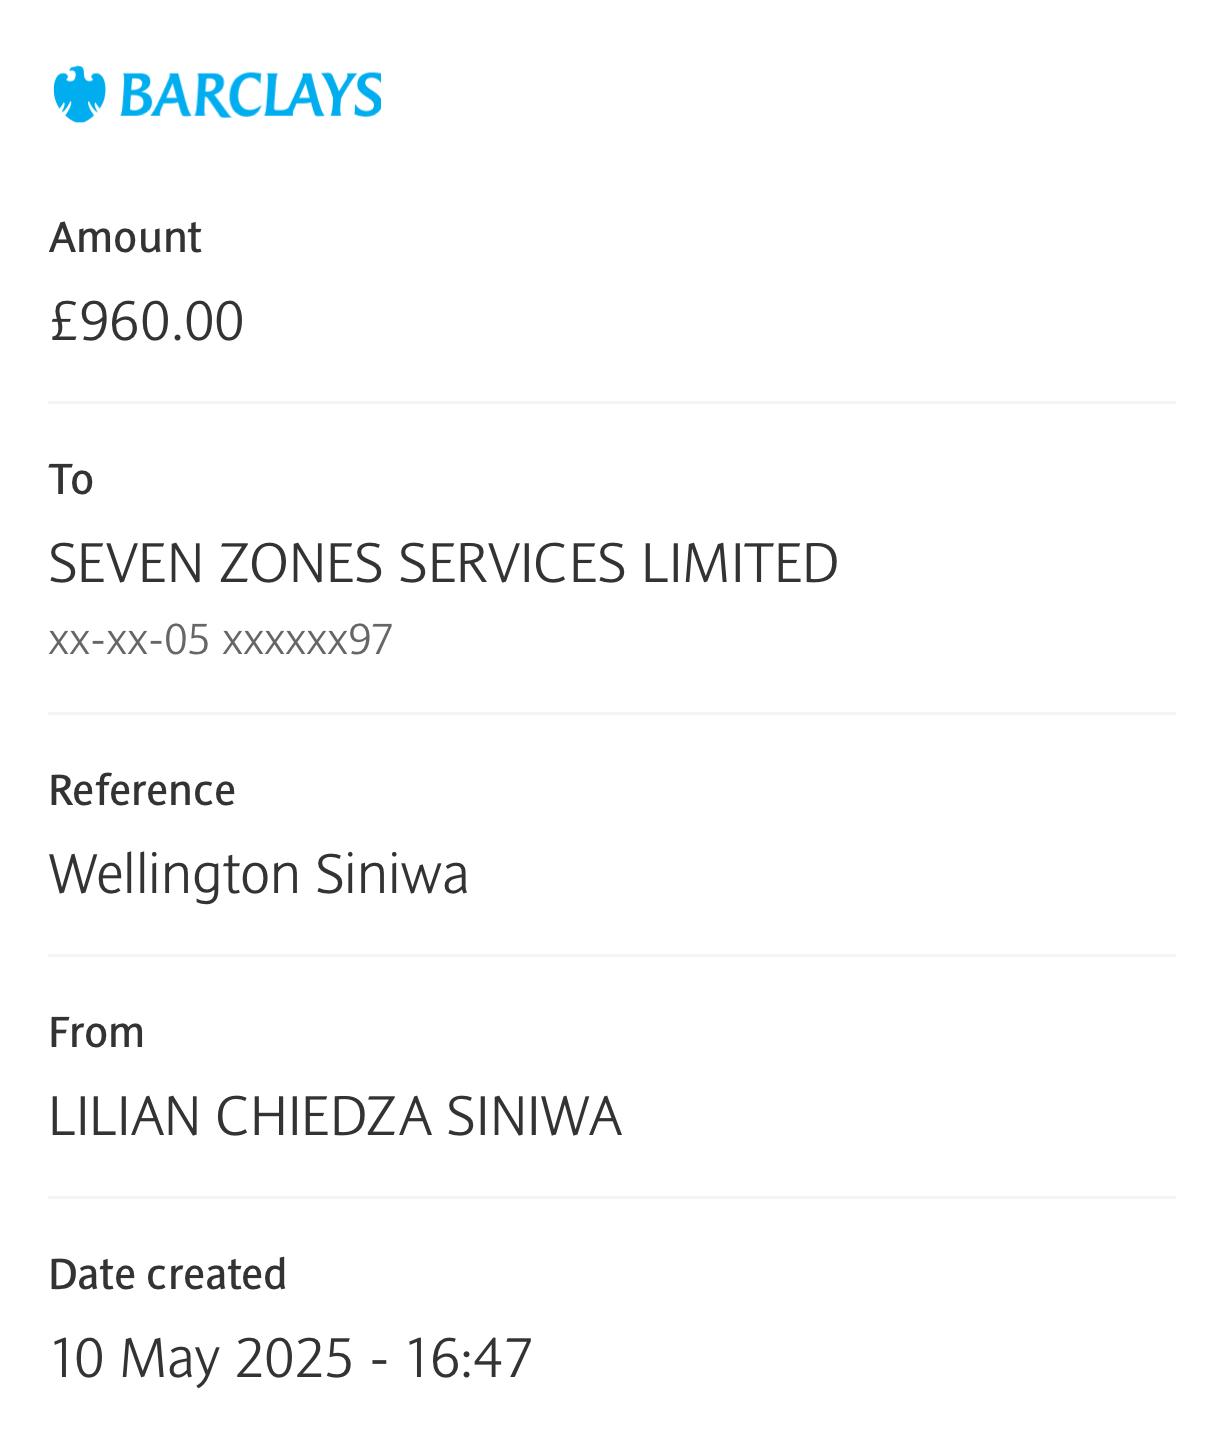 BARCLAYS
Amount
£960.00
To
SEVEN ZONES SERVICES LIMITED
xx-xx-05 xxxxxx97
Reference
Wellington Siniwa
From
LILIAN CHIEDZA SINIWA
Date created
10 May 2025 - 16:47